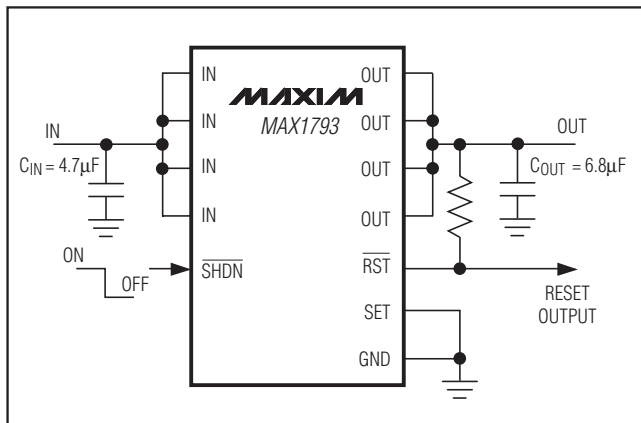 IN
C_IN = 4.7μF
ON
OFF
IN
IN
IN
IN
SHDN
MAXIM
MAX1793
OUT
OUT
OUT
OUT
RST
SET
GND
OUT
C_OUT = 6.8μF
RESET
OUTPUT